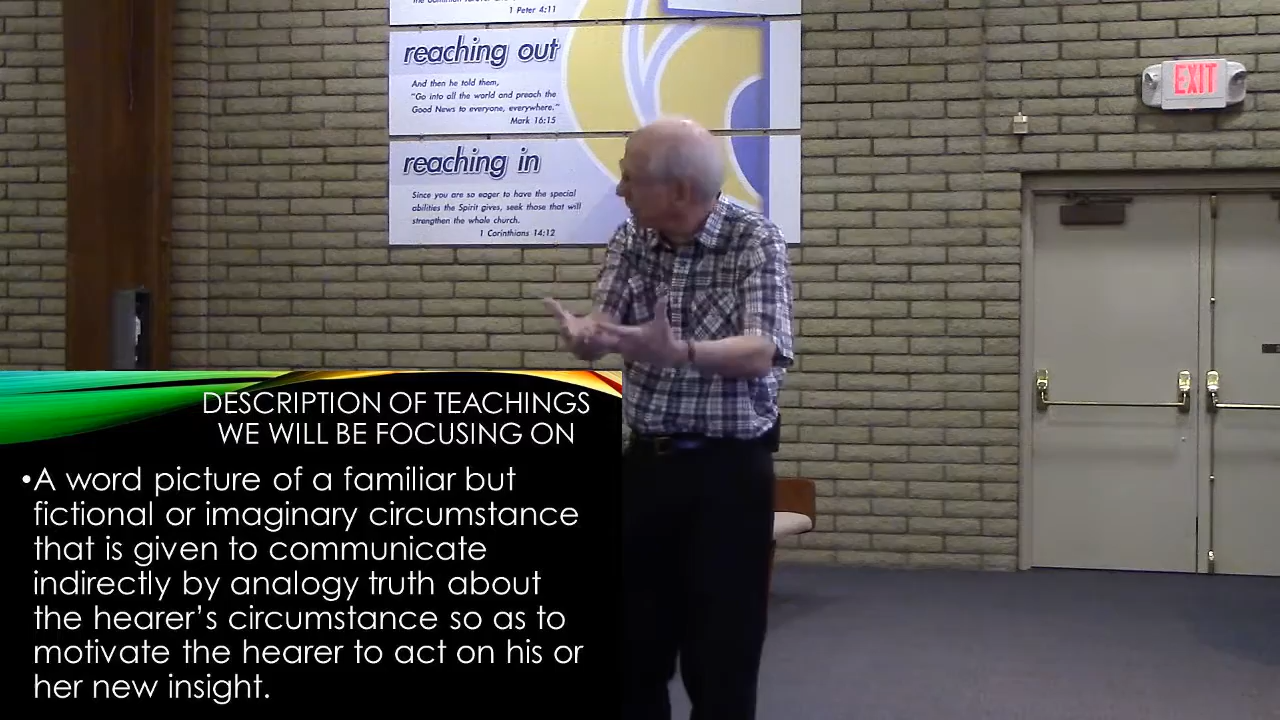 1 Peter 4:11
reaching out
And then he told them,
"Go into all the world and preach the
Good News to everyone, everywhere."
Mark 16:15
reaching in
Since you are so eager to have the special
abilities the Spirit gives, seek those that will
strengthen the whole church.
1 Corinthians 14:12
EXIT
DESCRIPTION OF TEACHINGS
WE WILL BE FOCUSING ON
•A word picture of a familiar but
fictional or imaginary circumstance
that is given to communicate
indirectly by analogy truth about
the hearer's circumstance so as to
motivate the hearer to act on his or
her new insight.